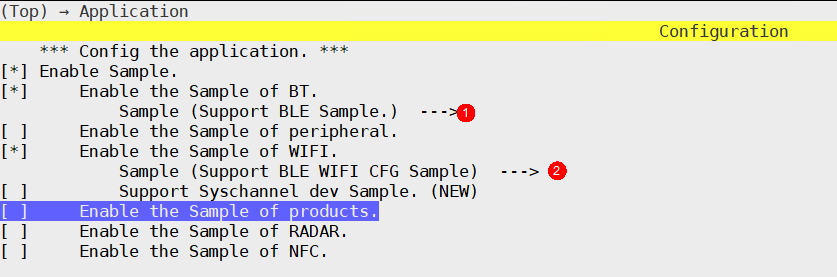 (Top) → Application
Configuration
*** Config the application. ***
[*] Enable Sample.
[*]     Enable the Sample of BT.
Sample (Support BLE Sample.)  ---> 1
[ ]     Enable the Sample of peripheral.
[*]     Enable the Sample of WIFI.
Sample (Support BLE WIFI CFG Sample)  ---> 2
[ ]         Support Syschannel dev Sample. (NEW)
[ ]     Enable the Sample of products.
[ ]     Enable the Sample of RADAR.
[ ]     Enable the Sample of NFC.